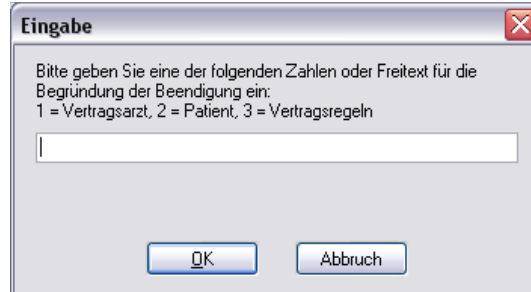 Eingabe
Bitte geben Sie eine der folgenden Zahlen oder Freitext für die
Begründung der Beendigung ein:
1 = Vertragsarzt, 2 = Patient, 3 = Vertragsregeln
OK
Abbruch